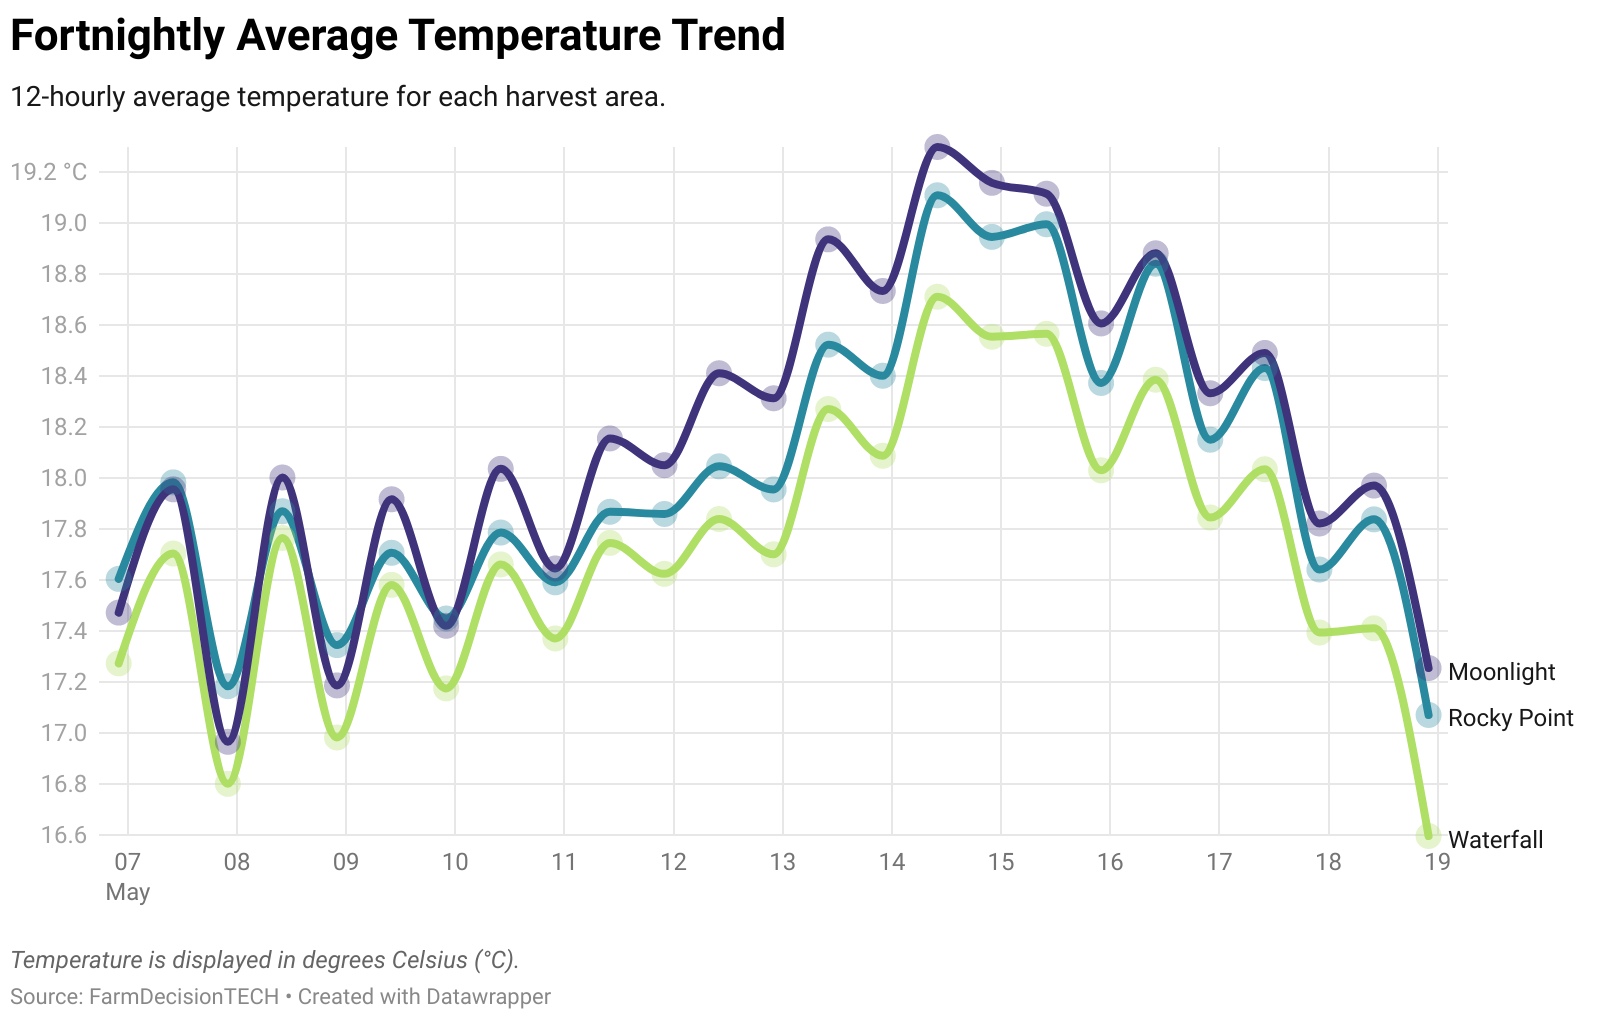 Fortnightly Average Temperature Trend
12-hourly average temperature for each harvest area.
19.2 °C
19.0
18.8
18.6
18.4
18.2
18.0
17.8
17.6
17.4
17.2
17.0
16.8
16.6
Moonlight
Rocky Point
Waterfall
07 08 09 10 11 12 13 14 15 16 17 18 19
May
Temperature is displayed in degrees Celsius (°C).
Source: FarmDecisionTECH • Created with Datawrapper